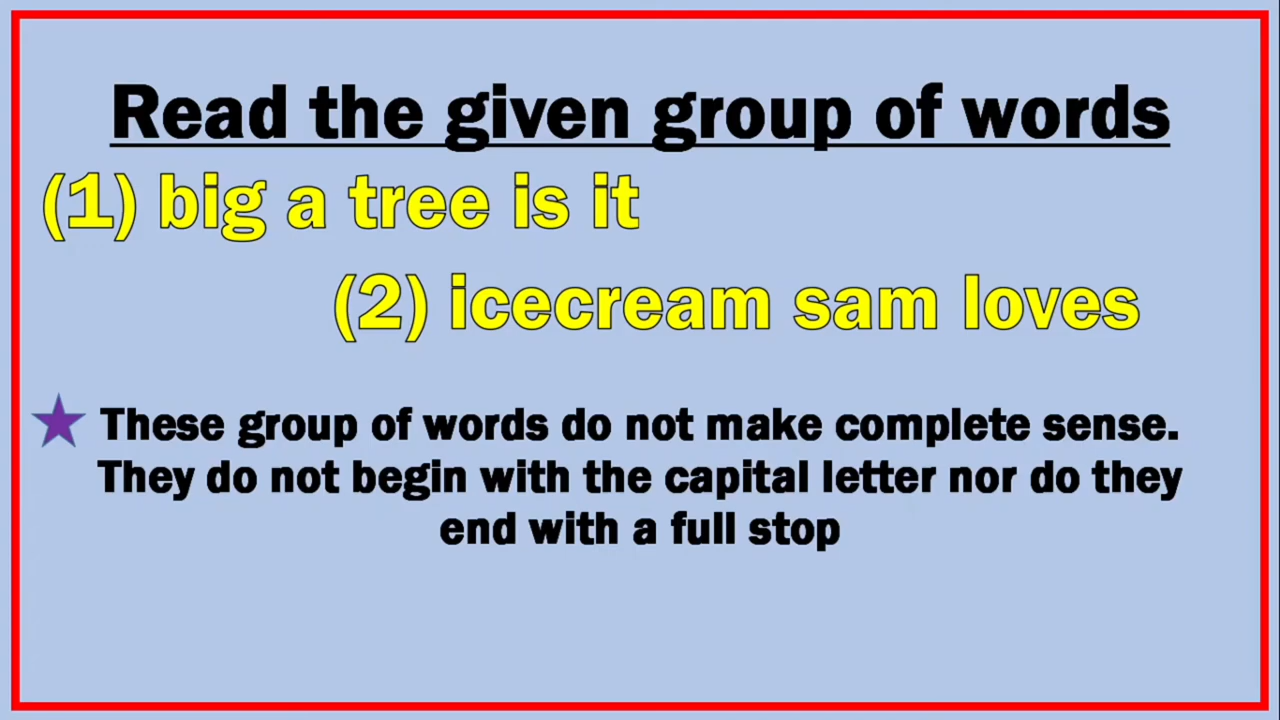 Read the given group of words
(1) big a tree is it
(2) icecream sam loves
These group of words do not make complete sense.
They do not begin with the capital letter nor do they
end with a full stop